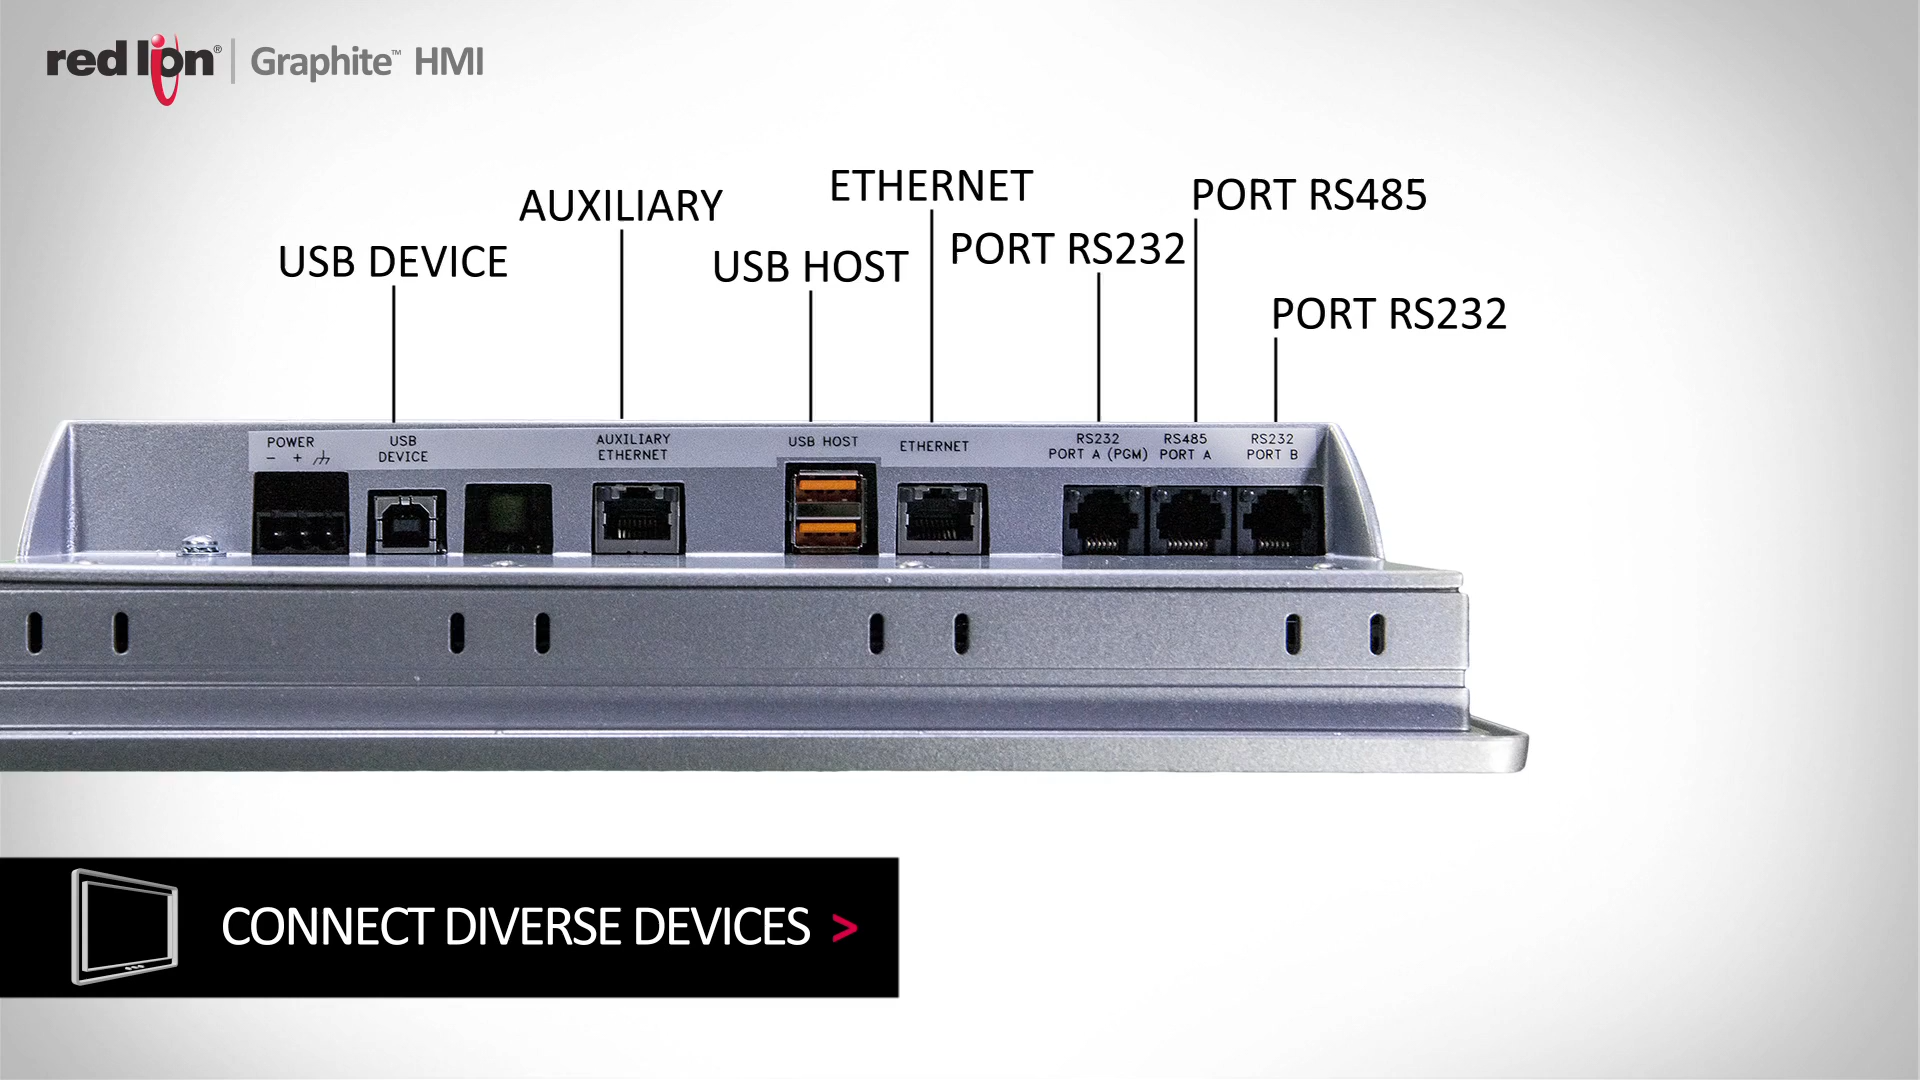 red lion® | Graphite™ HMI
ETHERNET
PORT RS485
AUXILIARY
PORT RS232
USB DEVICE
USB HOST
PORT RS232
POWER
- +
USB
DEVICE
AUXILIARY
ETHERNET
USB HOST
ETHERNET
RS232
PORT A (PGM)
RS485
PORT A
RS232
PORT B
CONNECT DIVERSE DEVICES >